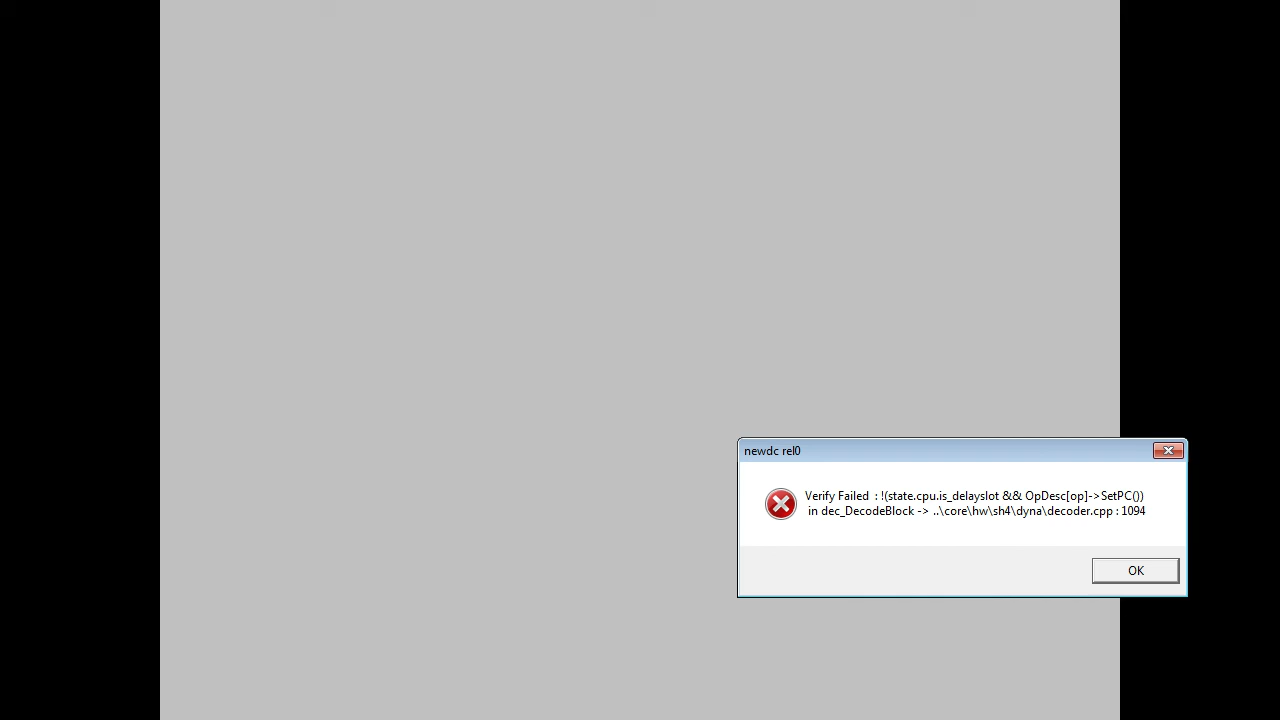 newdc rel0
Verify Failed  : !(state.cpu.is_delayslot && OpDesc[op]->SetPC())
in dec_DecodeBlock -> ..\core\hw\sh4\dyna\decoder.cpp : 1094
OK